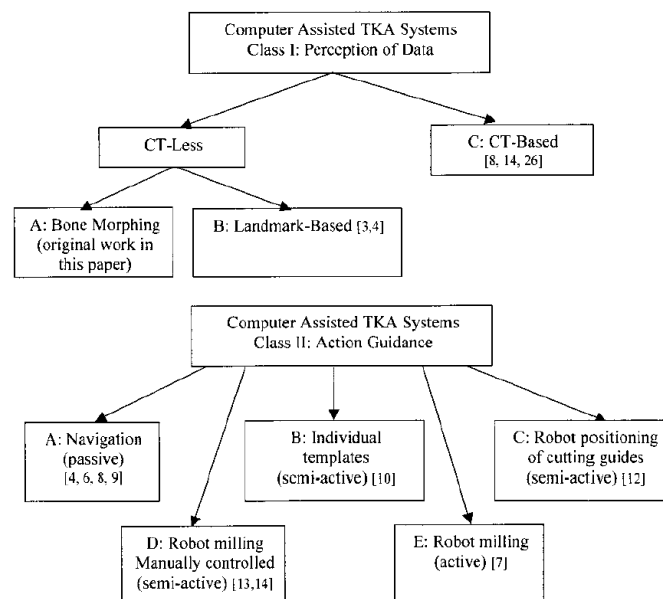 Computer Assisted TKA Systems
Class I: Perception of Data
CT-Less
C: CT-Based
[8, 14, 26]
A: Bone Morphing
(original work in
this paper)
B: Landmark-Based [3,4]
Computer Assisted TKA Systems
Class II: Action Guidance
A: Navigation
(passive)
[4, 6, 8, 9]
B: Individual
templates
(semi-active) [10]
C: Robot positioning
of cutting guides
(semi-active) [12]
D: Robot milling
Manually controlled
(semi-active) [13,14]
E: Robot milling
(active) [7]